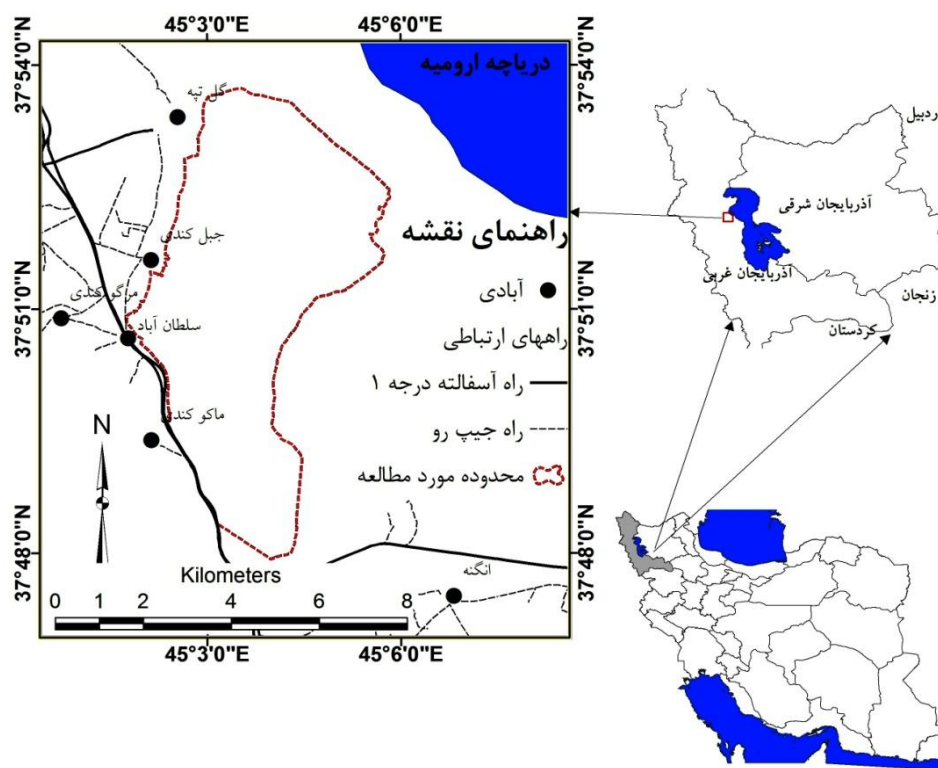 45°3'0"E
45°6'0"E
37°54'0"N
37°54'0"N
دریاچه ارومیه
گل تپه
راهنمای نقشه
جبل کندی
آبادی
مرگو کندی
37°51'0"N
37°51'0"N
سلطان آباد
راههای ارتباطی
راه آسفالته درجه ۱
ماکو کندی
راه جیپ رو
N
محدوده مورد مطالعه
37°48'0"N
37°48'0"N
Kilometers
انگنه
0 1 2 4 6 8
45°3'0"E
45°6'0"E
ردبیل
آذربایجان شرقی
آذربایجان غربی
زنجان
کردستان